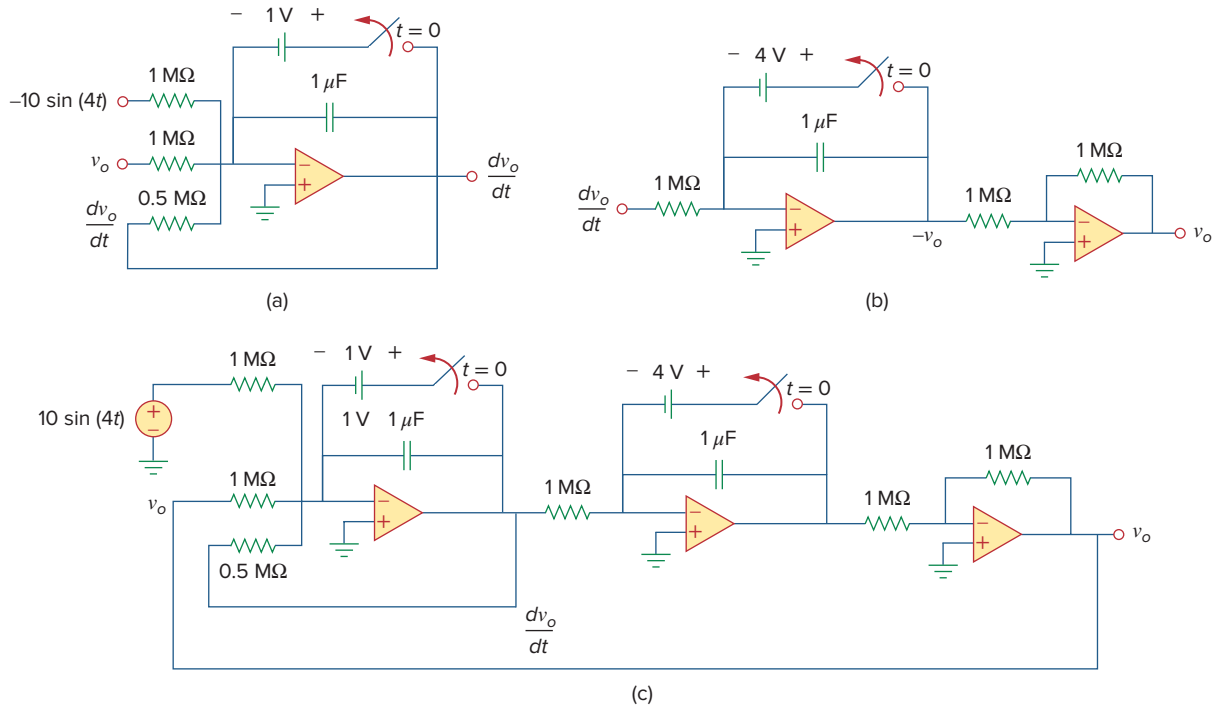 − 1 V +
t = 0
1 MΩ
1 μF
−10 sin (4t)
1 MΩ
v_o
−
+
dv_o
dt
0.5 MΩ
dv_o
dt
(a)
− 4 V +
t = 0
1 μF
1 MΩ
dv_o
dt
1 MΩ
−
+
1 MΩ
−
+
−v_o
v_o
(b)
1 MΩ
− 1 V +
t = 0
− 4 V +
t = 0
10 sin (4t)
+
−
1 V
1 μF
1 μF
1 MΩ
1 MΩ
v_o
1 MΩ
−
+
1 MΩ
−
+
−
+
v_o
0.5 MΩ
dv_o
dt
(c)